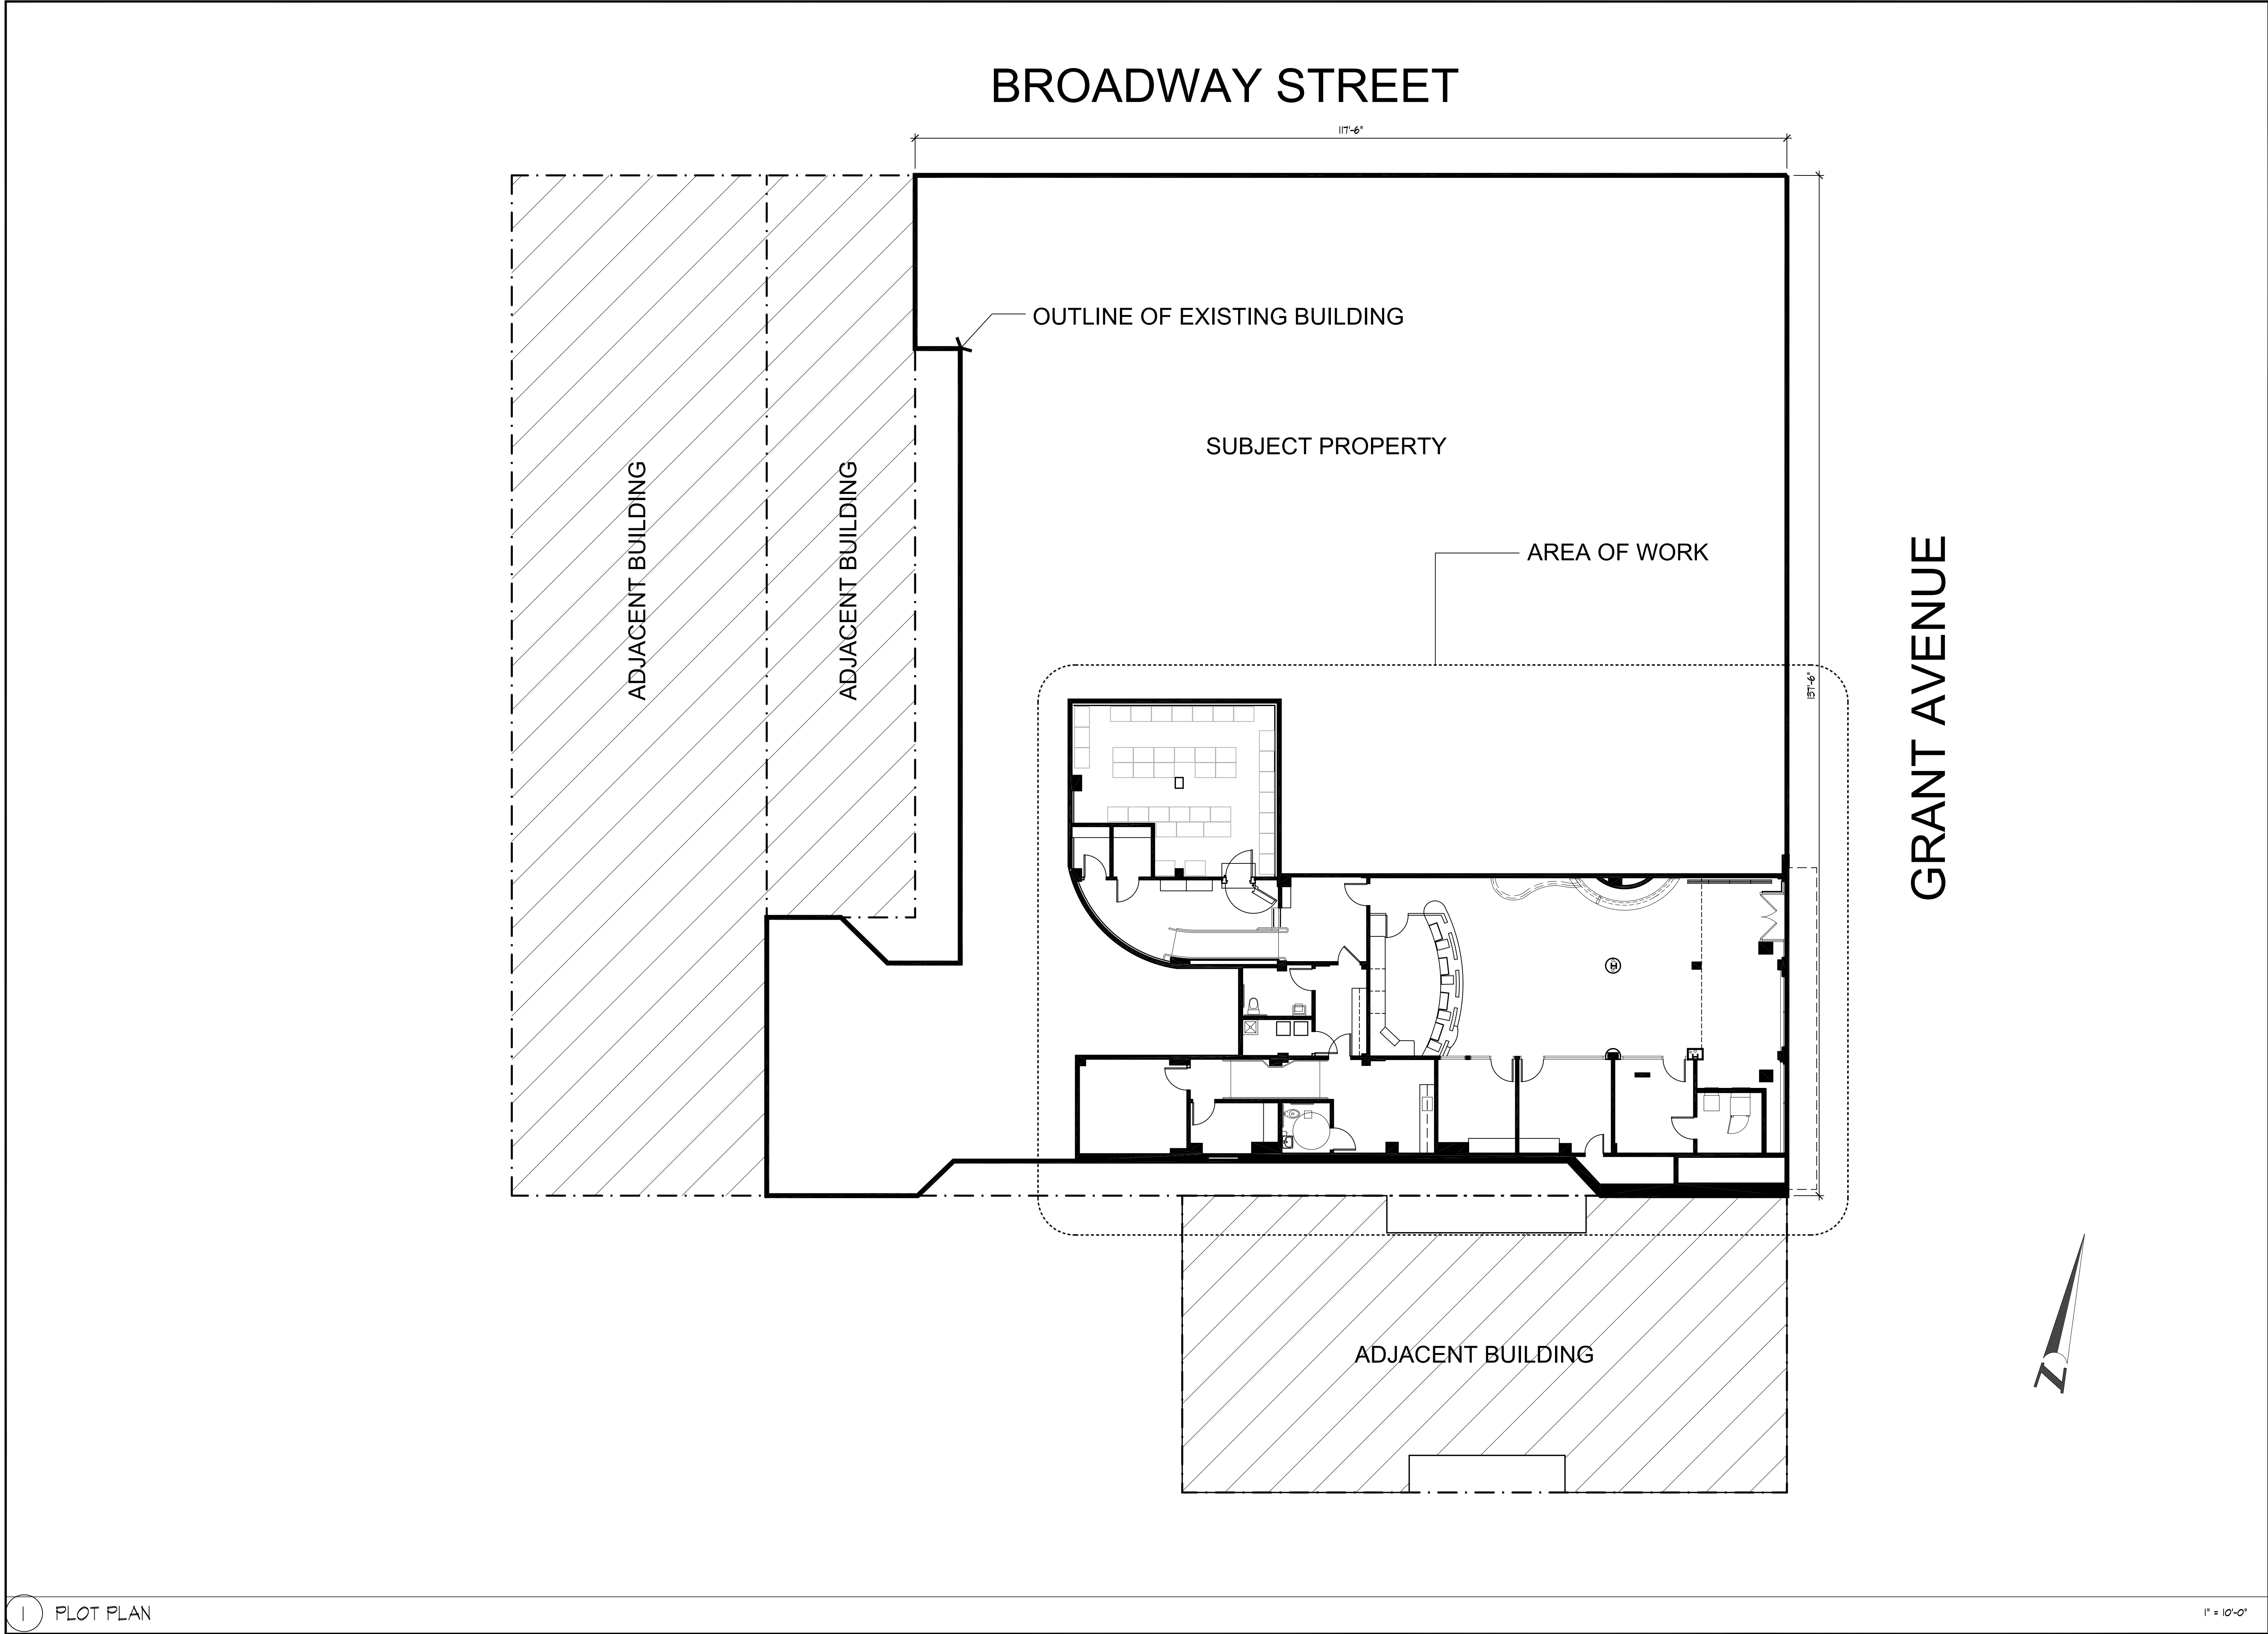 BROADWAY STREET
117'-6"
OUTLINE OF EXISTING BUILDING
SUBJECT PROPERTY
ADJACENT BUILDING
ADJACENT BUILDING
AREA OF WORK
GRANT AVENUE
137'-6"
ADJACENT BUILDING
N
1 PLOT PLAN
1" = 10'-0"